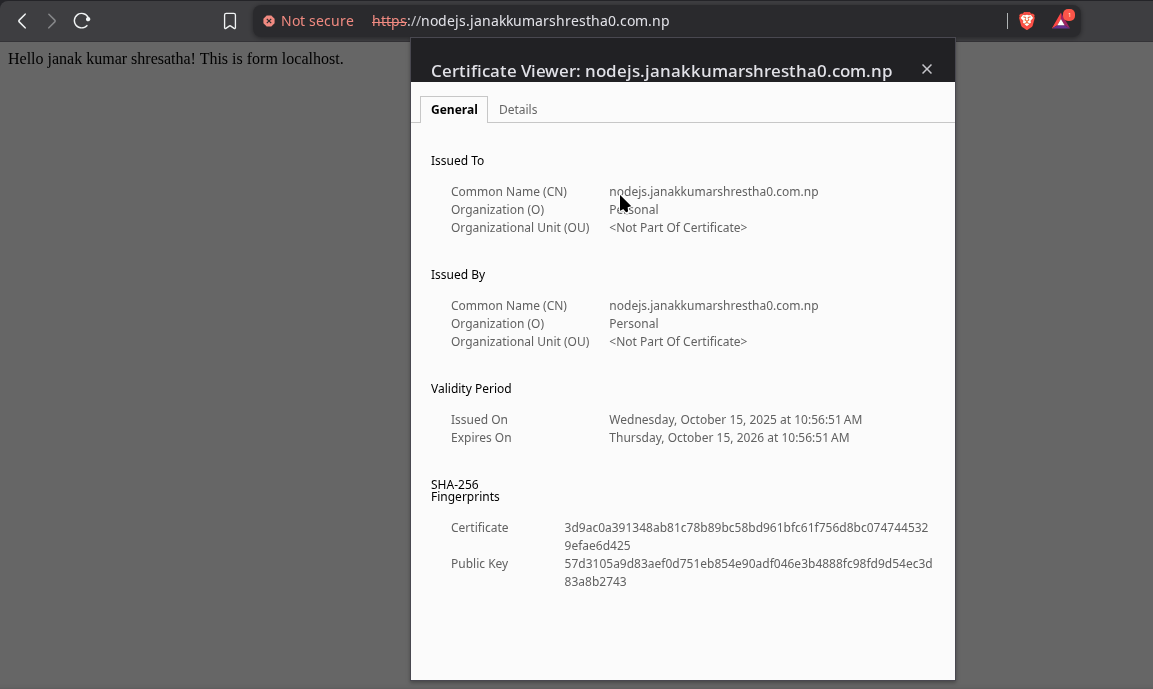 Not secure https://nodejs.janakkumarshrestha0.com.np
1
Hello janak kumar shresatha! This is form localhost.
Certificate Viewer: nodejs.janakkumarshrestha0.com.np
General Details
Issued To
Common Name (CN) nodejs.janakkumarshrestha0.com.np
Organization (O) Personal
Organizational Unit (OU) <Not Part Of Certificate>
Issued By
Common Name (CN) nodejs.janakkumarshrestha0.com.np
Organization (O) Personal
Organizational Unit (OU) <Not Part Of Certificate>
Validity Period
Issued On Wednesday, October 15, 2025 at 10:56:51 AM
Expires On Thursday, October 15, 2026 at 10:56:51 AM
SHA-256
Fingerprints
Certificate 3d9ac0a391348ab81c78b89bc58bd961bfc61f756d8bc074744532
9efae6d425
Public Key 57d3105a9d83aef0d751eb854e90adf046e3b4888fc98fd9d54ec3d
83a8b2743